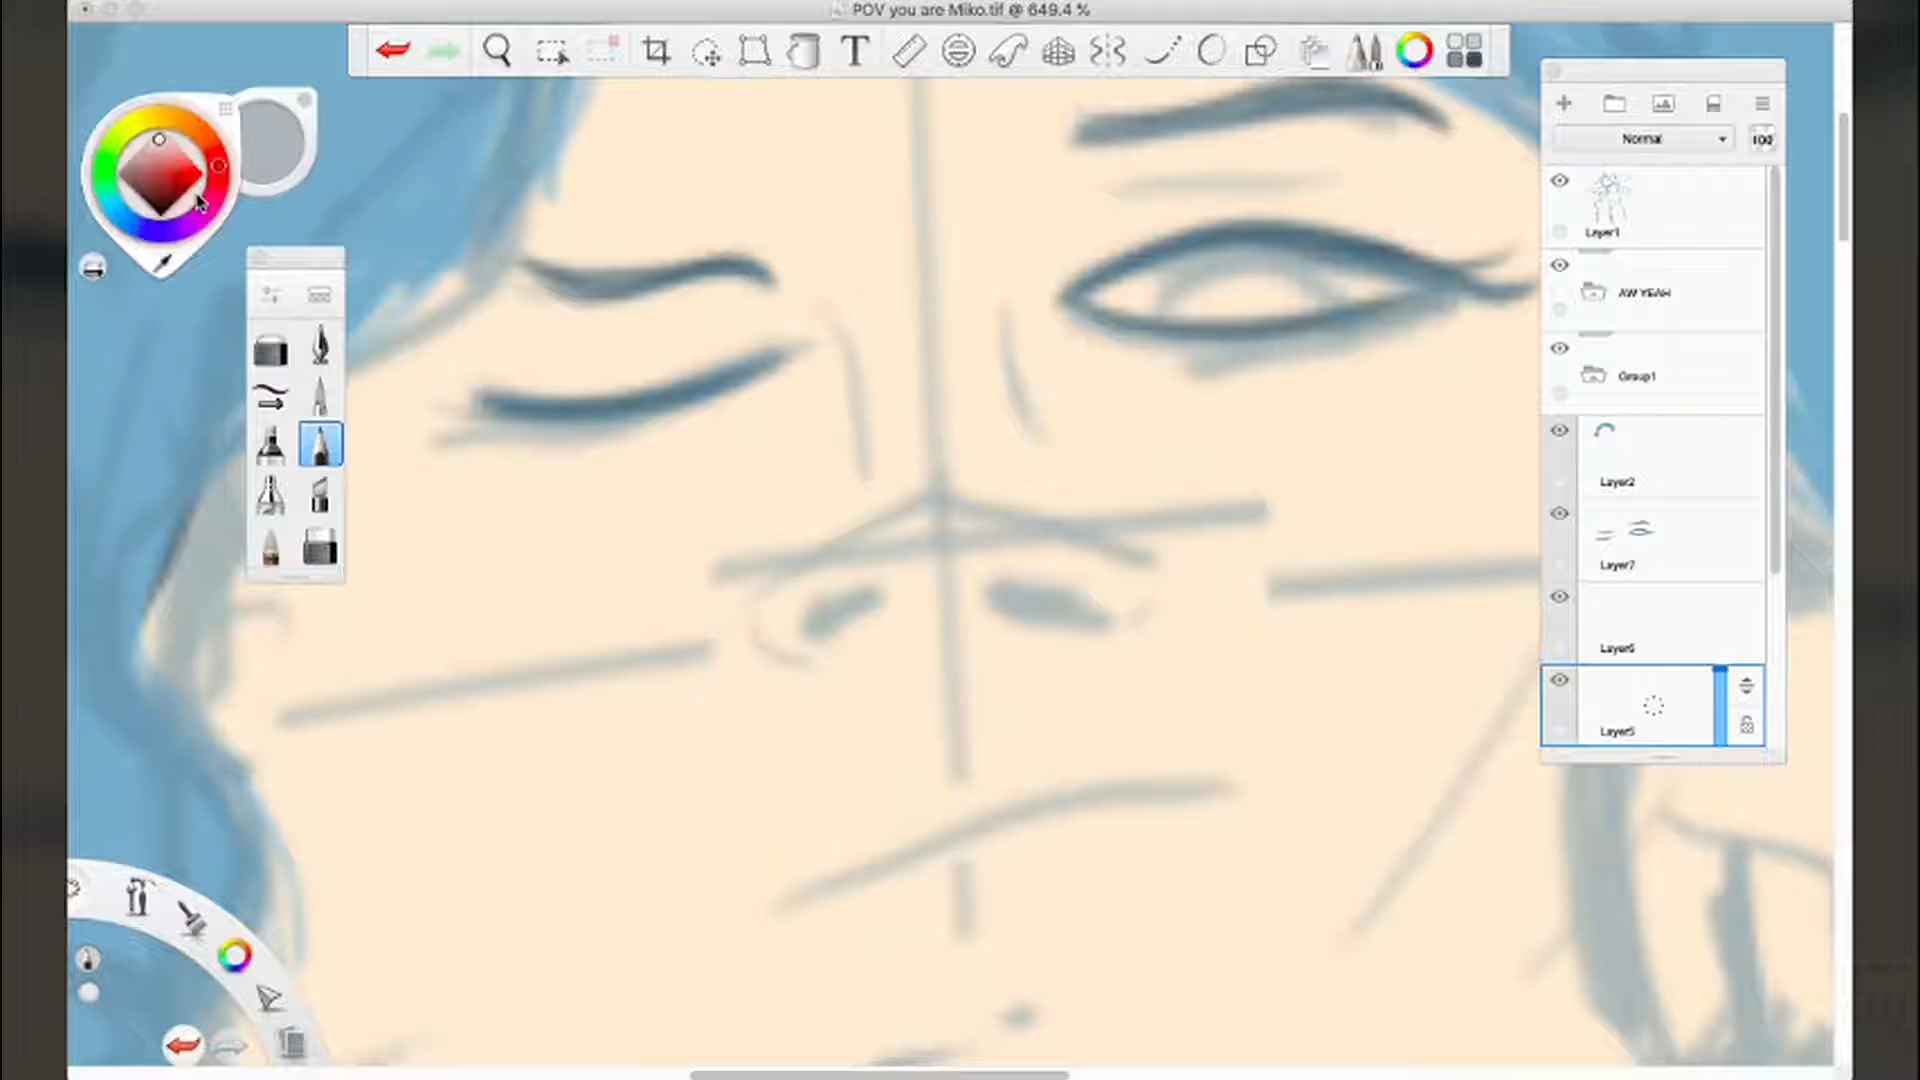 POV you are Miko.tif @ 649.4 %
T
Normal
100
Layer1
AW YEAH
Group1
Layer2
Layer7
Layer6
Layer5